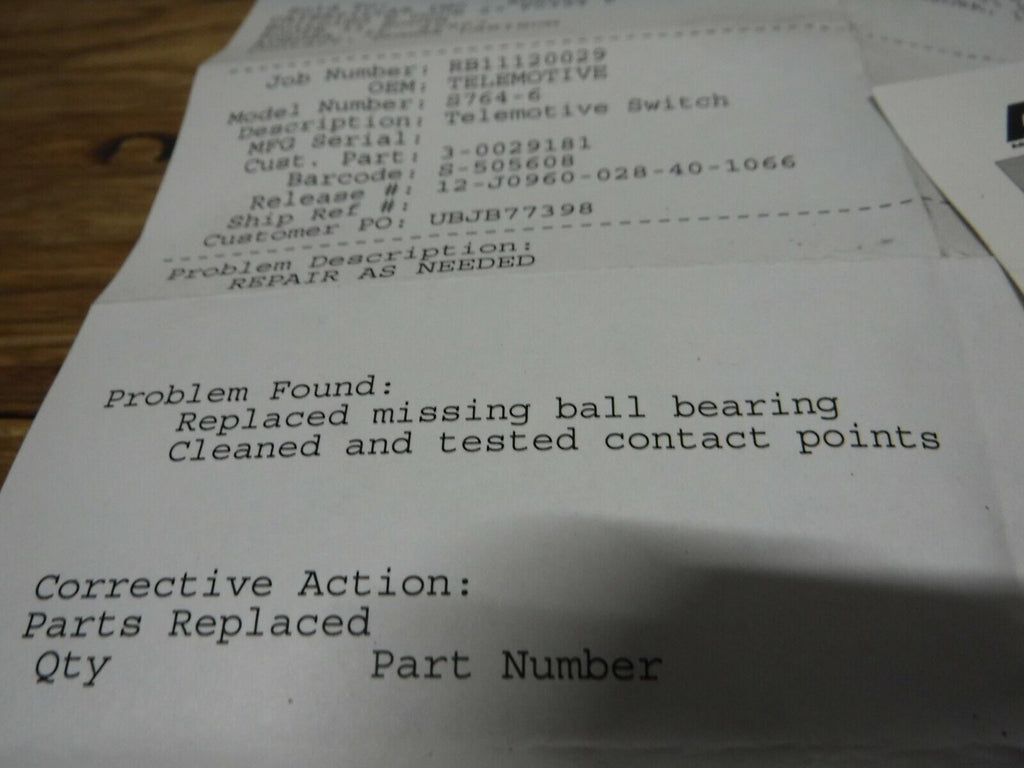 Job Number: RB11120029
OEM: TELEMOTIVE
Model Number: S764-6
Description: Telemotive Switch
MFG Serial:
Cust. Part: 3-0029181
Barcode: S-505608
Release #: 12-J0960-028-40-1066
Ship Ref #:
Customer PO: UBJB77398
Problem Description:
REPAIR AS NEEDED
Problem Found:
Replaced missing ball bearing
Cleaned and tested contact points
Corrective Action:
Parts Replaced
Qty Part Number